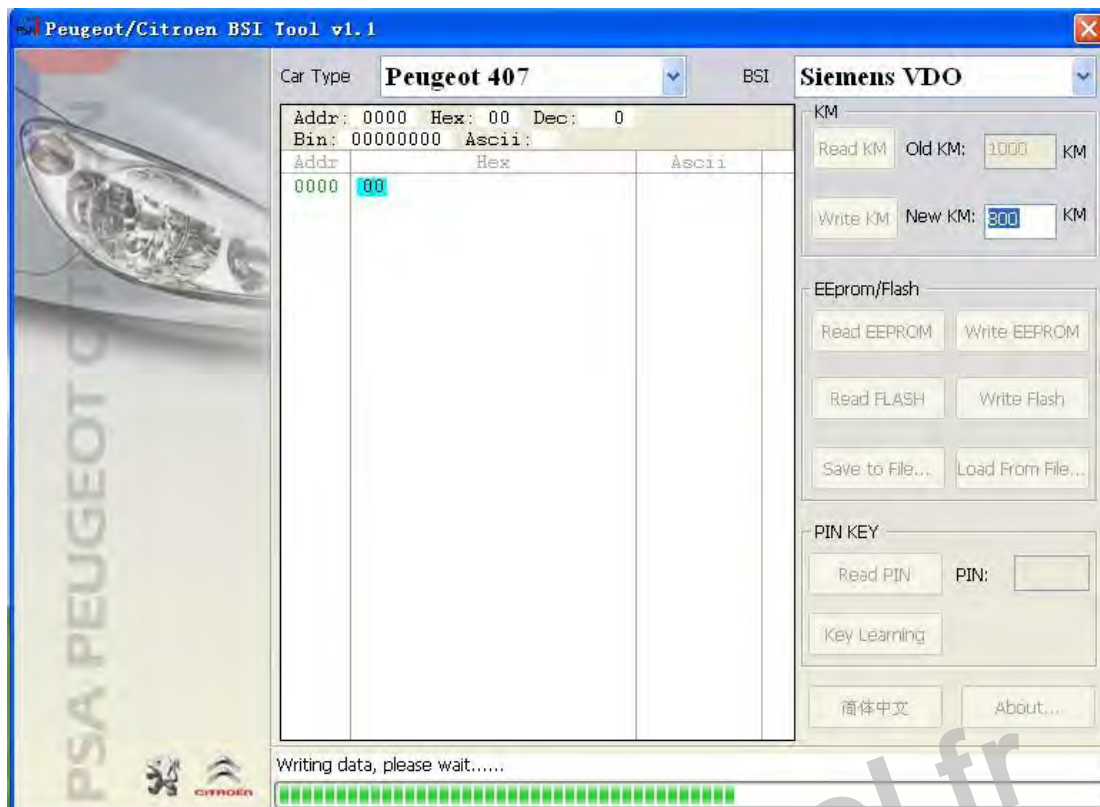 Peugeot/Citroen BSI Tool v1.1
Car Type Peugeot 407 BSI Siemens VDO
Addr: 0000 Hex: 00 Dec: 0
Bin: 00000000 Ascii:
Addr Hex Ascii
0000 00
KM
Read KM Old KM: 1000 KM
Write KM New KM: 800 KM
EEprom/Flash
Read EEPROM Write EEPROM
Read FLASH Write Flash
Save to File... Load From File...
PIN KEY
Read PIN PIN:
Key Learning
简体中文 About...
PSA PEUGEOT
CITROËN
Writing data, please wait......